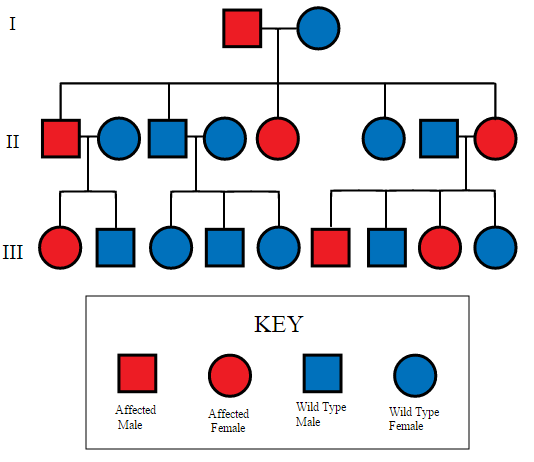 I
II
III
KEY
Affected
Male
Affected
Female
Wild Type
Male
Wild Type
Female